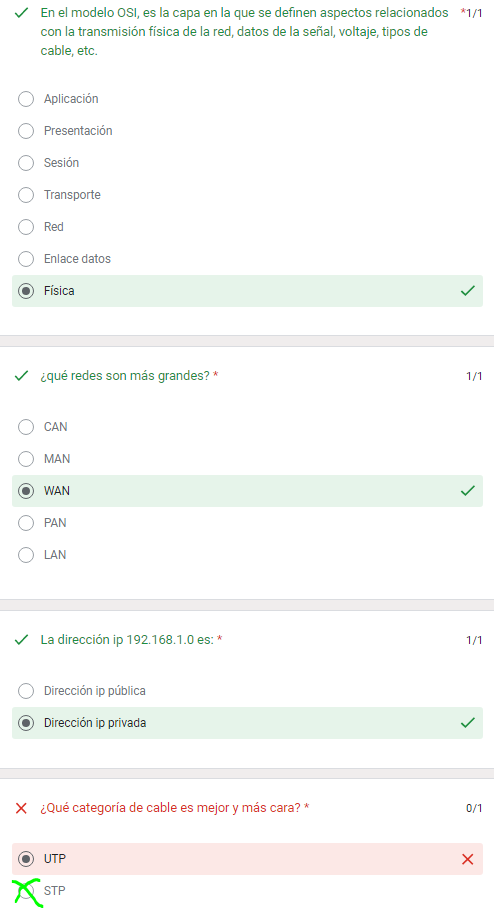 En el modelo OSI, es la capa en la que se definen aspectos relacionados *1/1
con la transmisión física de la red, datos de la señal, voltaje, tipos de
cable, etc.
Aplicación
Presentación
Sesión
Transporte
Red
Enlace datos
Física
¿qué redes son más grandes? * 1/1
CAN
MAN
WAN
PAN
LAN
La dirección ip 192.168.1.0 es: * 1/1
Dirección ip pública
Dirección ip privada
¿Qué categoría de cable es mejor y más cara? * 0/1
UTP
STP